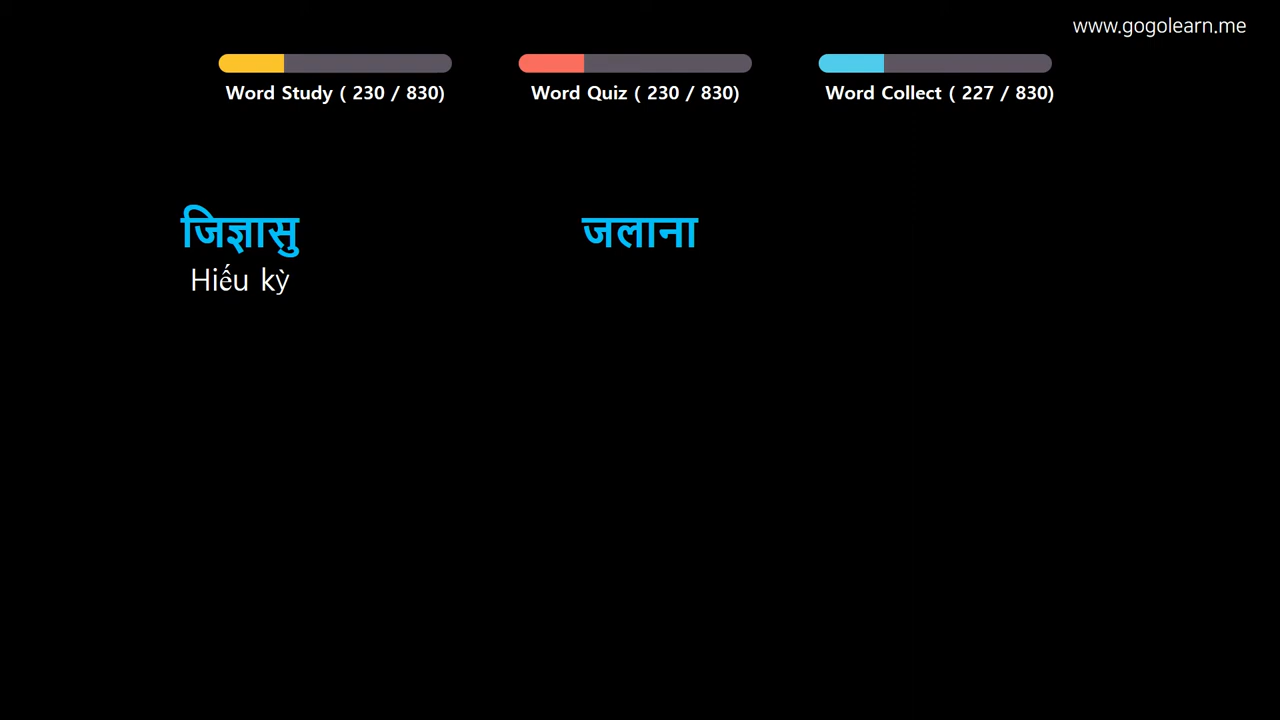 www.gogolearn.me
Word Study ( 230 / 830)
Word Quiz ( 230 / 830)
Word Collect ( 227 / 830)
जिज्ञासु
जलाना
Hiếu kỳ